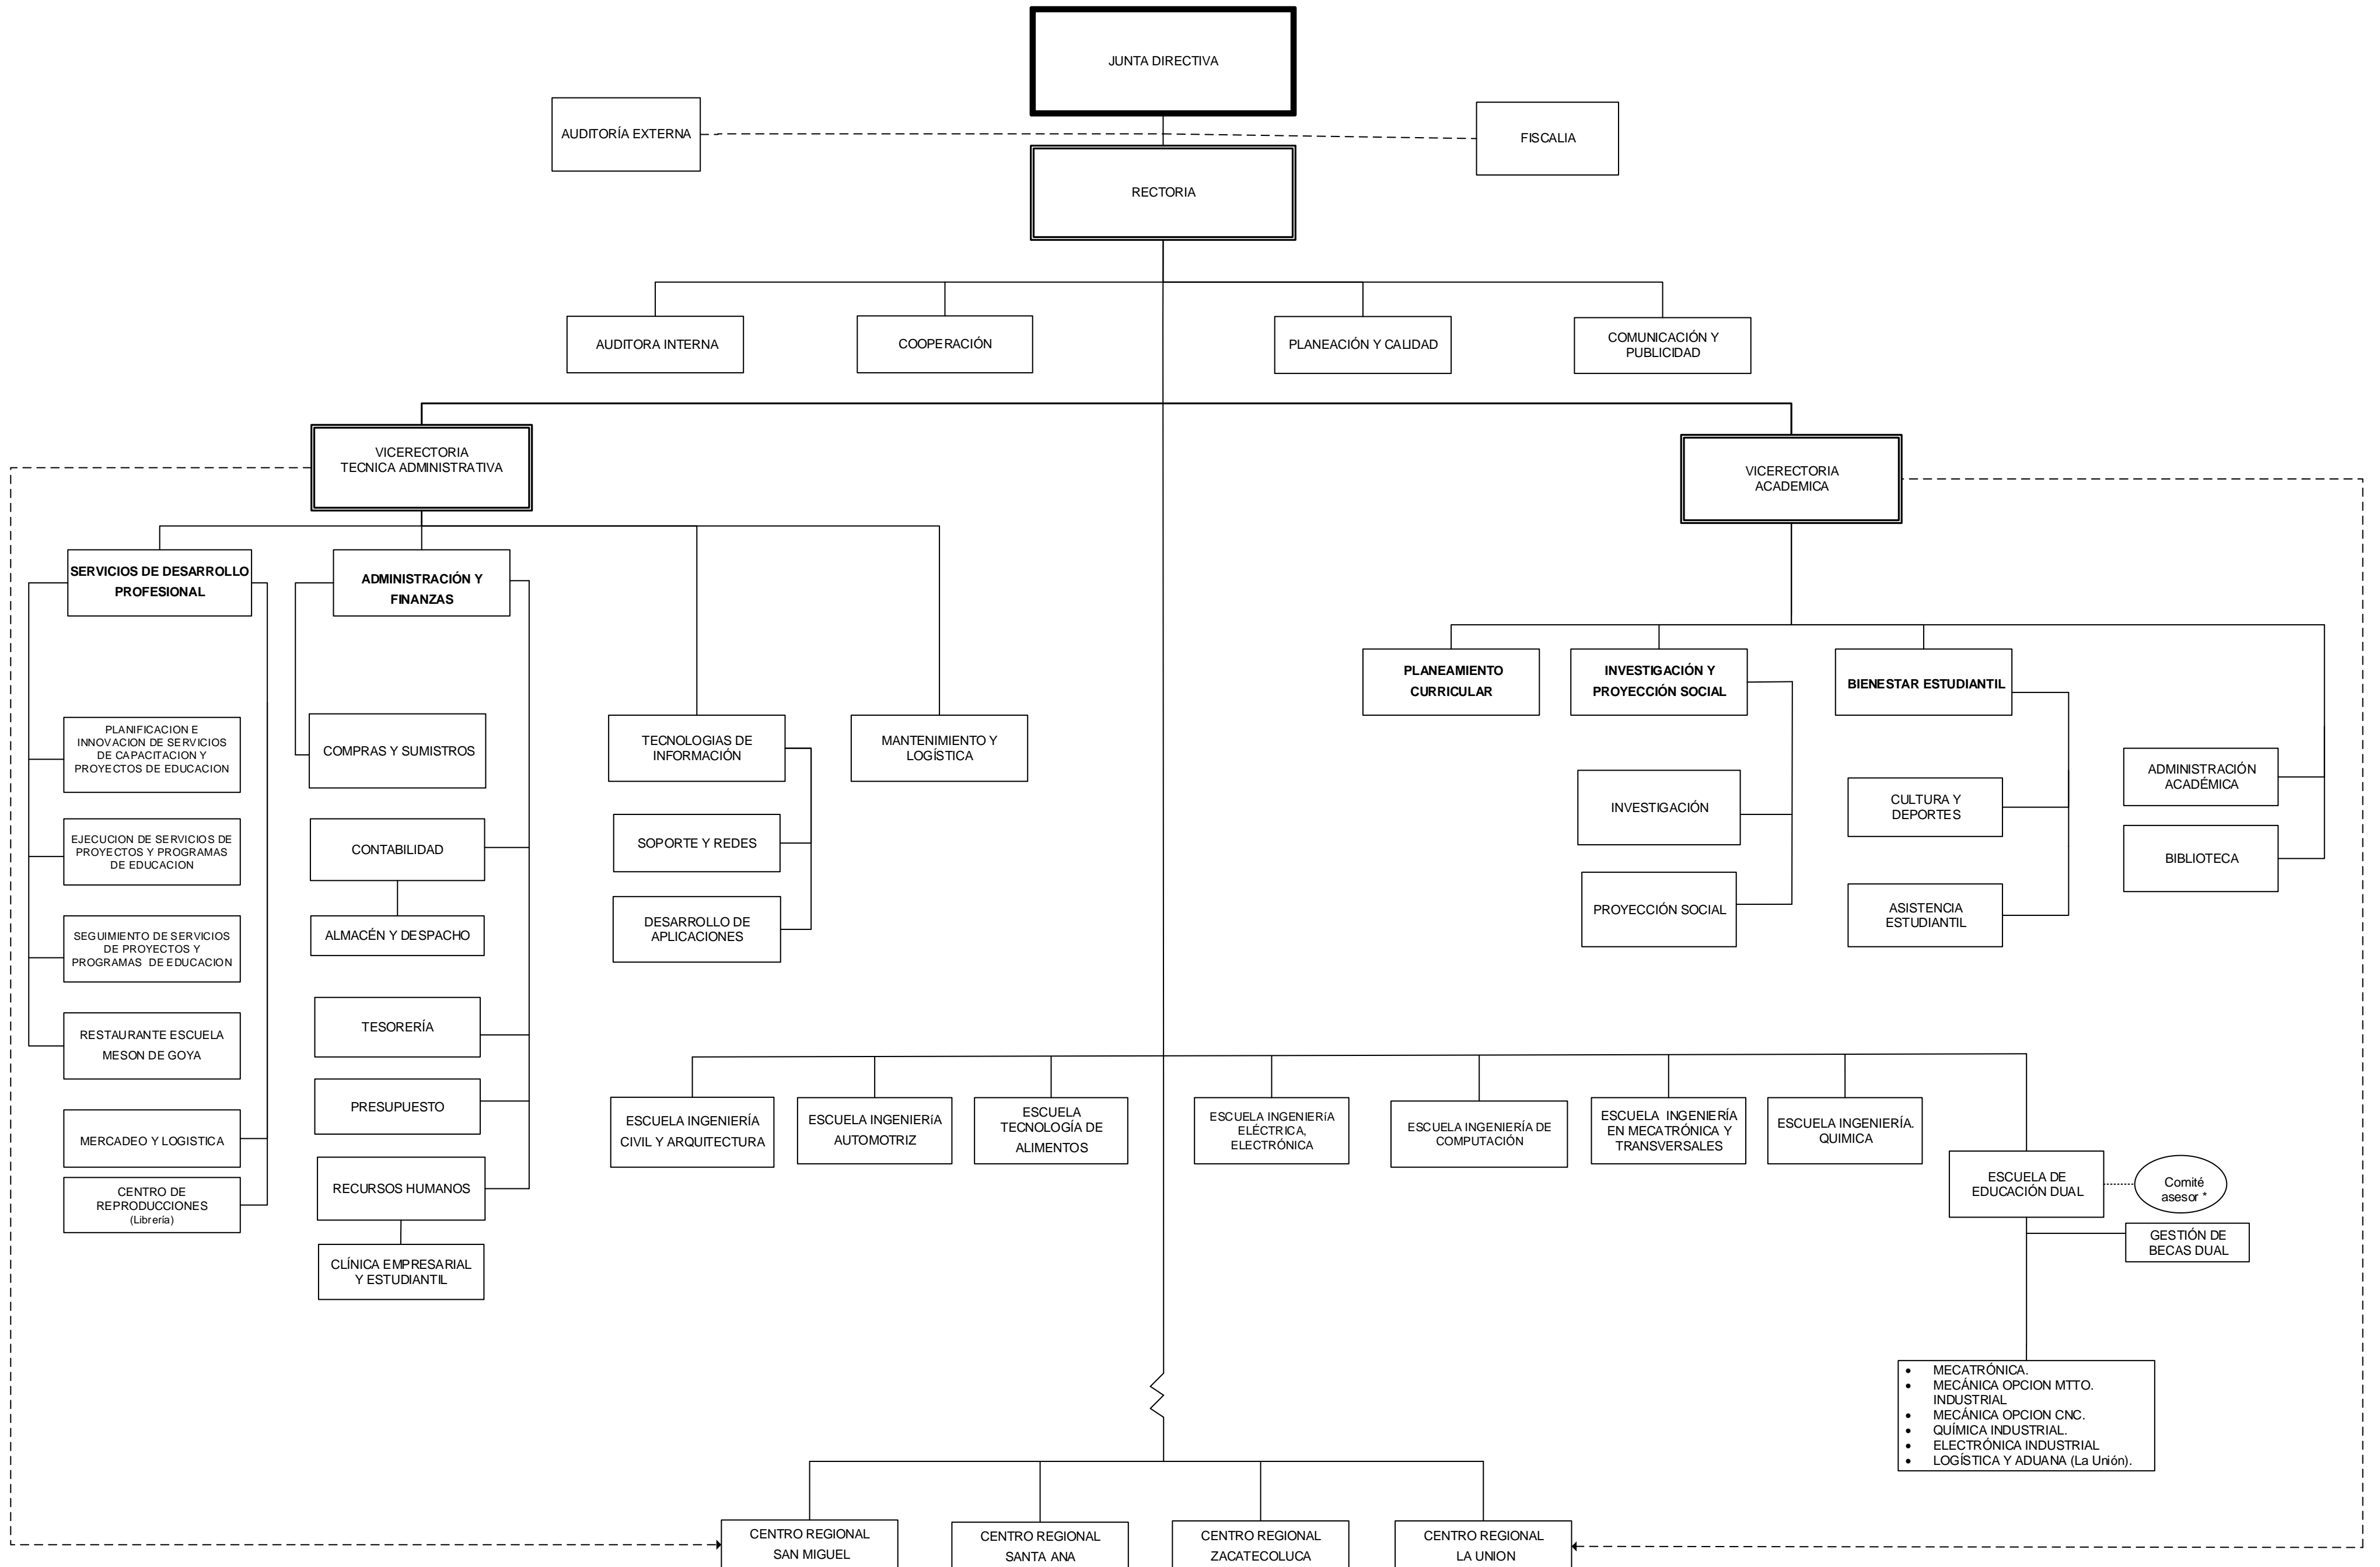 JUNTA DIRECTIVA
AUDITORÍA EXTERNA
FISCALIA
RECTORIA
AUDITORA INTERNA
COOPERACIÓN
PLANEACIÓN Y CALIDAD
COMUNICACIÓN Y
PUBLICIDAD
VICERECTORIA
TECNICA ADMINISTRATIVA
VICERECTORIA
ACADEMICA
SERVICIOS DE DESARROLLO
PROFESIONAL
ADMINISTRACIÓN Y
FINANZAS
PLANEAMIENTO
CURRICULAR
INVESTIGACIÓN Y
PROYECCIÓN SOCIAL
BIENESTAR ESTUDIANTIL
PLANIFICACION E
INNOVACION DE SERVICIOS
DE CAPACITACION Y
PROYECTOS DE EDUCACION
COMPRAS Y SUMISTROS
TECNOLOGIAS DE
INFORMACIÓN
MANTENIMIENTO Y
LOGÍSTICA
ADMINISTRACIÓN
ACADÉMICA
INVESTIGACIÓN
CULTURA Y
DEPORTES
EJECUCION DE SERVICIOS DE
PROYECTOS Y PROGRAMAS
DE EDUCACION
CONTABILIDAD
SOPORTE Y REDES
BIBLIOTECA
SEGUIMIENTO DE SERVICIOS
DE PROYECTOS Y
PROGRAMAS DE EDUCACION
ALMACÉN Y DESPACHO
DESARROLLO DE
APLICACIONES
PROYECCIÓN SOCIAL
ASISTENCIA
ESTUDIANTIL
RESTAURANTE ESCUELA
MESON DE GOYA
TESORERÍA
PRESUPUESTO
MERCADEO Y LOGISTICA
ESCUELA INGENIERÍA
CIVIL Y ARQUITECTURA
ESCUELA INGENIERíA
AUTOMOTRIZ
ESCUELA
TECNOLOGÍA DE
ALIMENTOS
ESCUELA INGENIERíA
ELÉCTRICA,
ELECTRÓNICA
ESCUELA INGENIERÍA DE
COMPUTACIÓN
ESCUELA INGENIERÍA
EN MECATRÓNICA Y
TRANSVERSALES
ESCUELA INGENIERÍA.
QUIMICA
CENTRO DE
REPRODUCCIONES
(Librería)
RECURSOS HUMANOS
ESCUELA DE
EDUCACIÓN DUAL
Comité
asesor *
GESTIÓN DE
BECAS DUAL
CLÍNICA EMPRESARIAL
Y ESTUDIANTIL
• MECATRÓNICA.
• MECÁNICA OPCION MTTO.
INDUSTRIAL
• MECÁNICA OPCION CNC.
• QUÍMICA INDUSTRIAL.
• ELECTRÓNICA INDUSTRIAL
• LOGÍSTICA Y ADUANA (La Unión).
CENTRO REGIONAL
SAN MIGUEL
CENTRO REGIONAL
SANTA ANA
CENTRO REGIONAL
ZACATECOLUCA
CENTRO REGIONAL
LA UNION